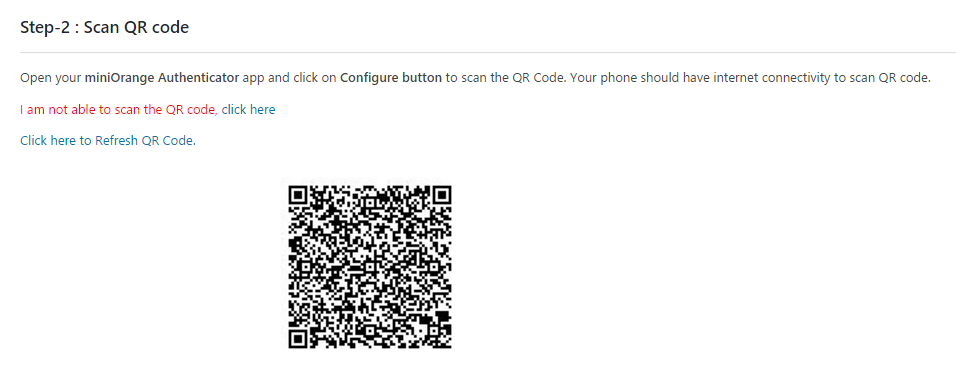 Step-2 : Scan QR code
Open your miniOrange Authenticator app and click on Configure button to scan the QR Code. Your phone should have internet connectivity to scan QR code.
I am not able to scan the QR code, click here
Click here to Refresh QR Code.